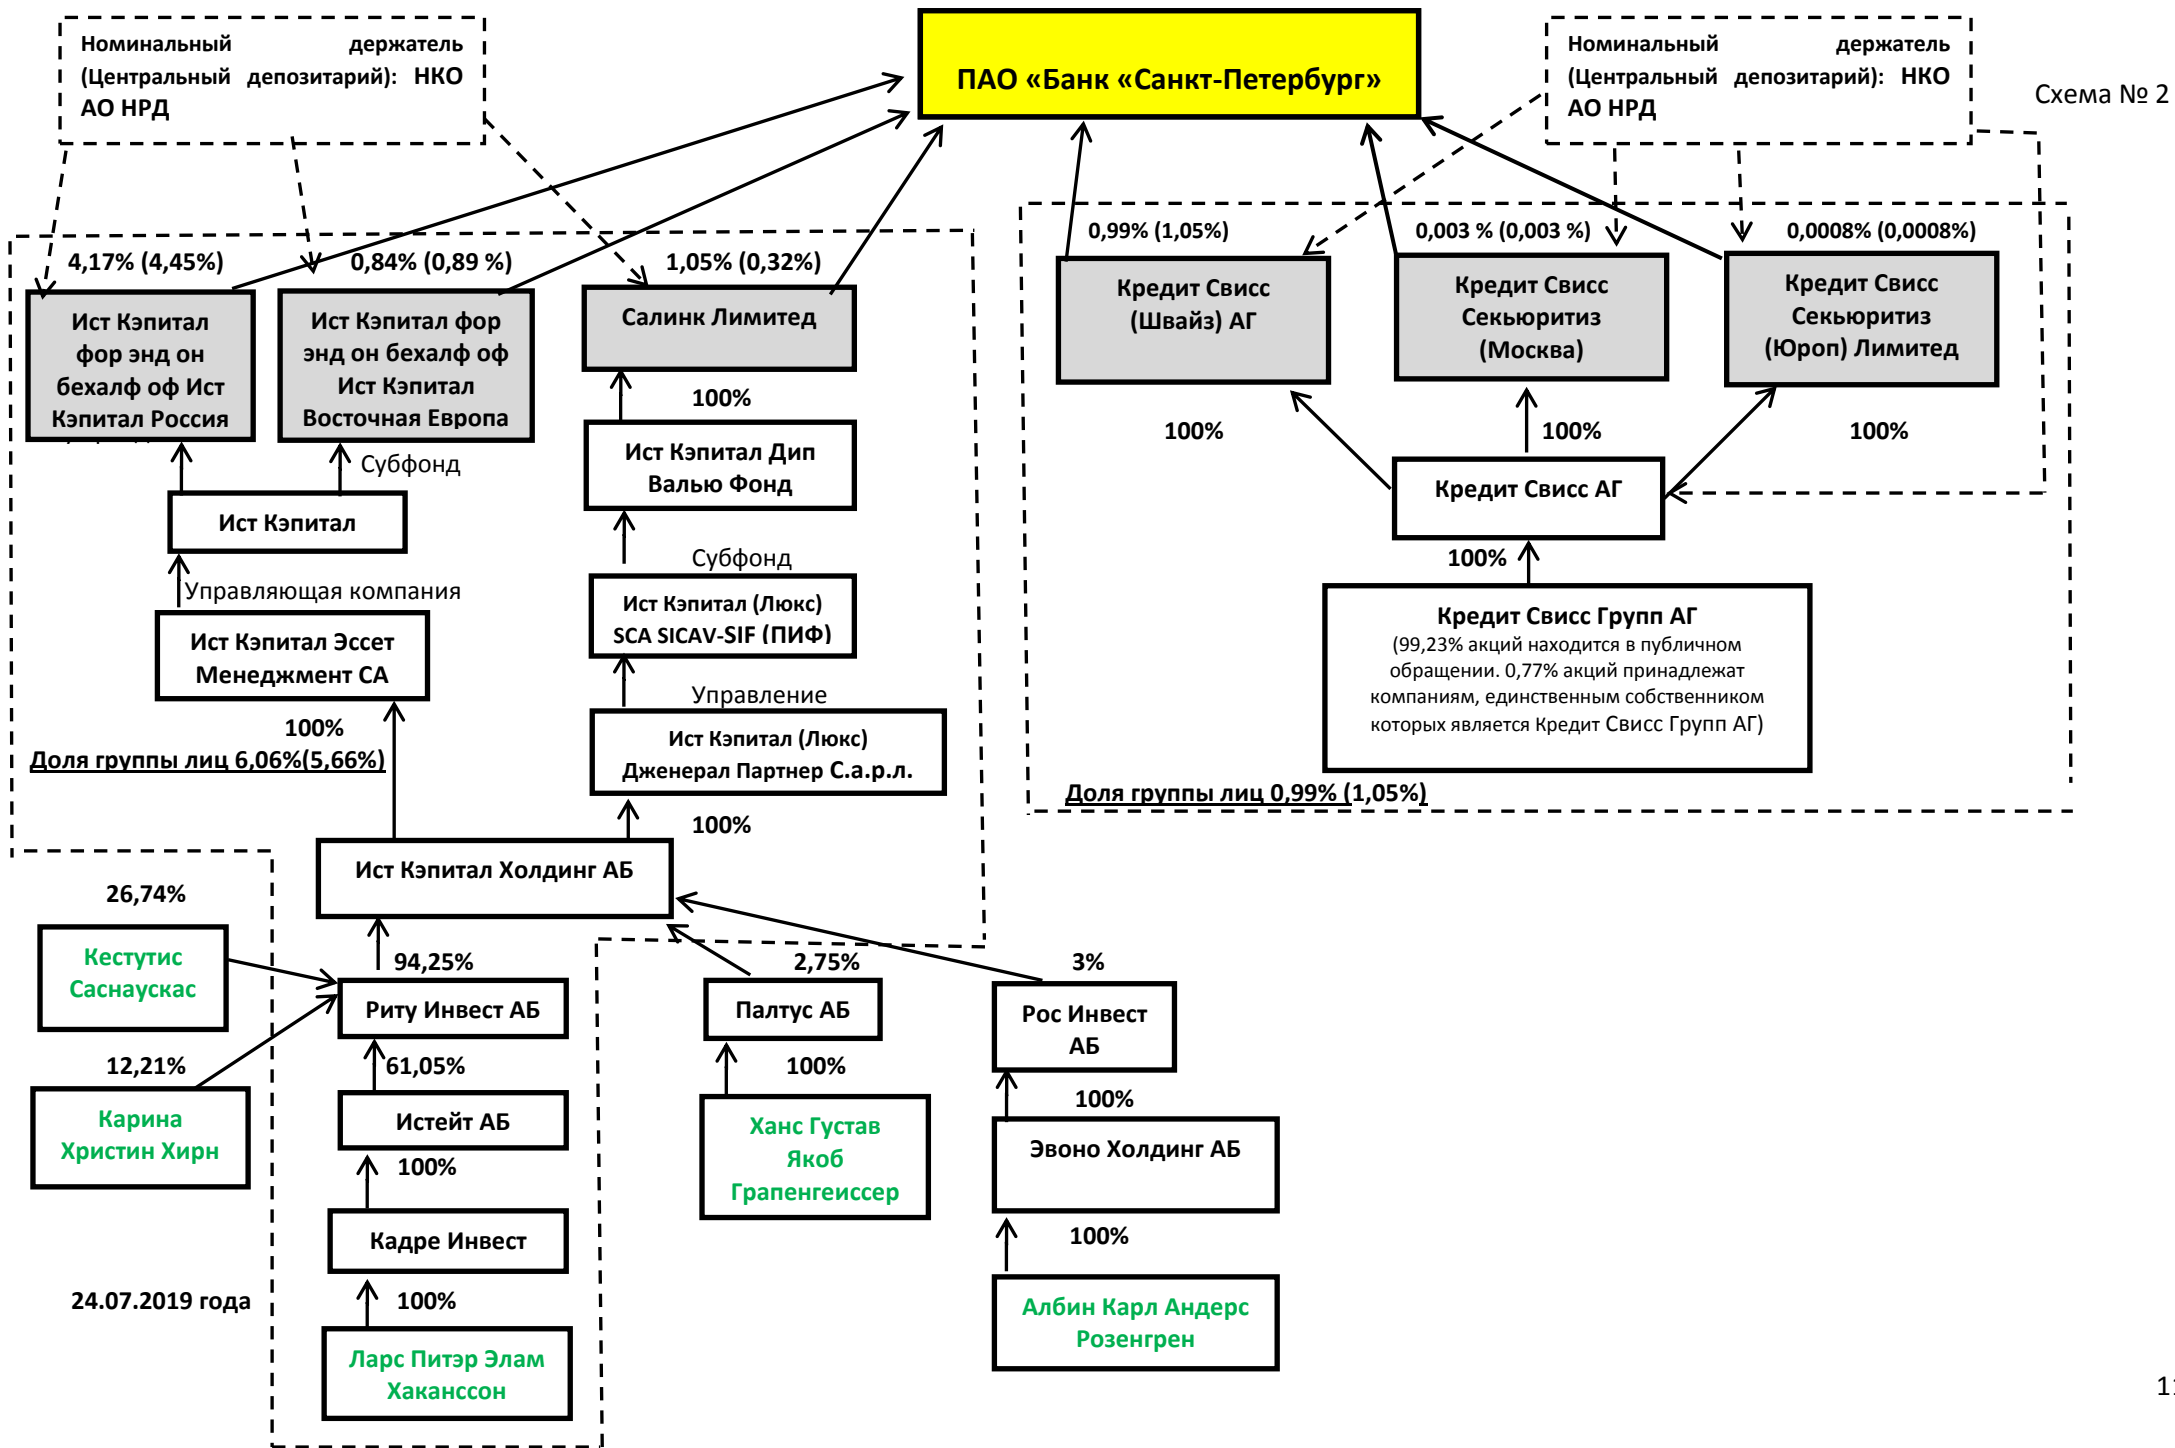 Номинальный держатель
(Центральный депозитарий): НКО
АО НРД
ПАО «Банк «Санкт-Петербург»
Номинальный держатель
(Центральный депозитарий): НКО
АО НРД
Схема № 2
4,17% (4,45%)
0,84% (0,89 %)
1,05% (0,32%)
0,99% (1,05%)
0,003 % (0,003 %)
0,0008% (0,0008%)
Ист Кэпитал
фор энд он
бехалф оф Ист
Кэпитал Россия
Ист Кэпитал фор
энд он бехалф оф
Ист Кэпитал
Восточная Европа
Салинк Лимитед
Кредит Свисс
(Швайз) АГ
Кредит Свисс
Секьюритиз
(Москва)
Кредит Свисс
Секьюритиз
(Юроп) Лимитед
100%
100%
100%
100%
Субфонд
Ист Кэпитал Дип
Валью Фонд
Ист Кэпитал
Кредит Свисс АГ
Субфонд
100%
Управляющая компания
Ист Кэпитал (Люкс)
SCA SICAV-SIF (ПИФ)
Ист Кэпитал Эссет
Менеджмент СА
Кредит Свисс Групп АГ
(99,23% акций находится в публичном
обращении. 0,77% акций принадлежат
компаниям, единственным собственником
которых является Кредит Свисс Групп АГ)
Управление
100%
Доля группы лиц 6,06%(5,66%)
Ист Кэпитал (Люкс)
Дженерал Партнер С.а.р.л.
Доля группы лиц 0,99% (1,05%)
100%
Ист Кэпитал Холдинг АБ
26,74%
Кестутис
Саснаускас
94,25%
2,75%
3%
Риту Инвест АБ
Палтус АБ
Рос Инвест
АБ
12,21%
61,05%
100%
100%
Карина
Христин Хирн
Истейт АБ
Ханс Густав
Якоб
Грапенгеиссер
Эвоно Холдинг АБ
100%
Кадре Инвест
100%
24.07.2019 года
100%
Албин Карл Андерс
Розенгрен
Ларс Питэр Элам
Хаканссон